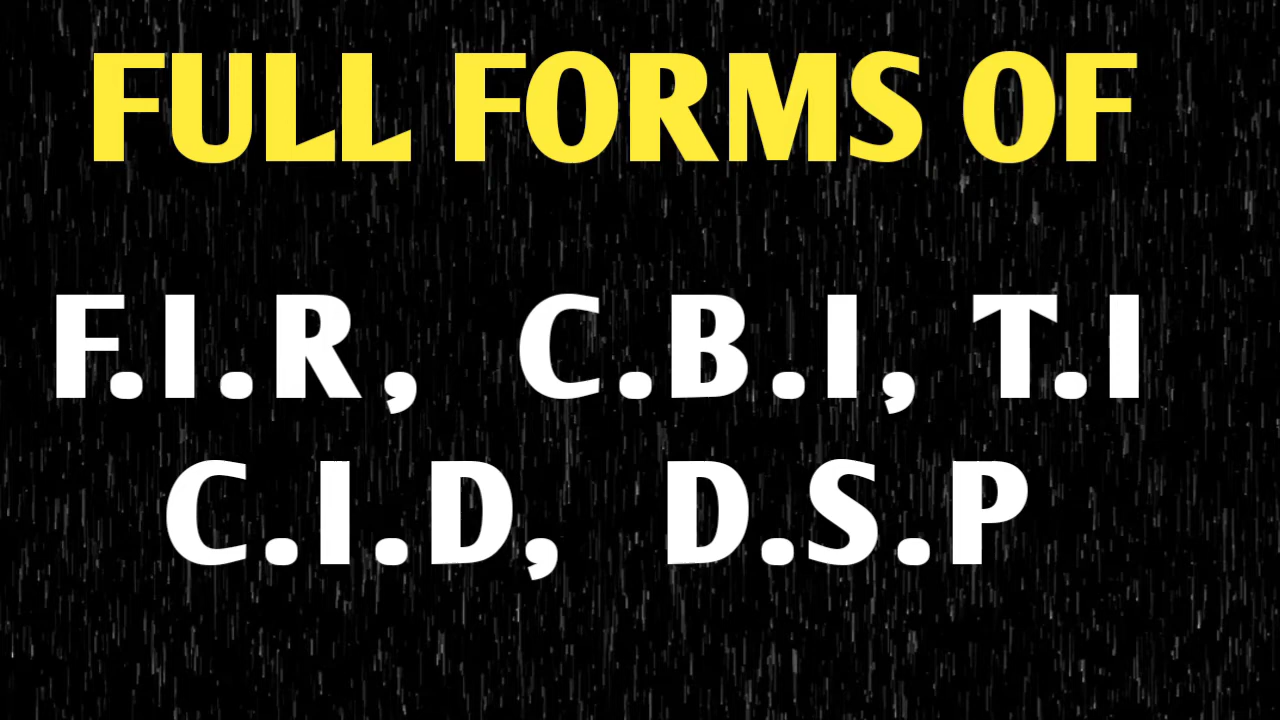 FULL FORMS OF
F.I.R, C.B.I, T.I
C.I.D, D.S.P